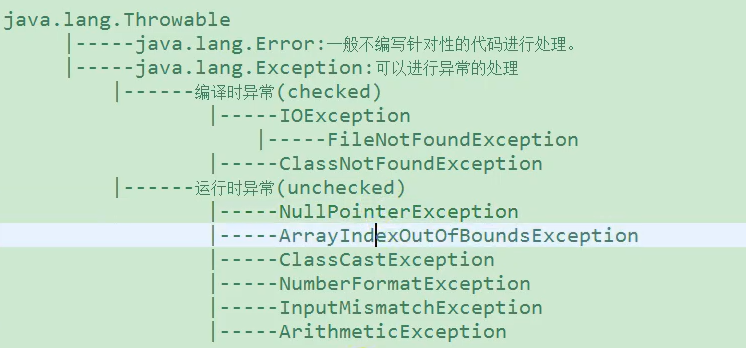 java.lang.Throwable
|-----java.lang.Error:一般不编写针对性的代码进行处理。
|-----java.lang.Exception:可以进行异常的处理
|------编译时异常(checked)
|-----IOException
|-----FileNotFoundException
|-----ClassNotFoundException
|------运行时异常(unchecked)
|-----NullPointerException
|-----ArrayIndexOutOfBoundsException
|-----ClassCastException
|-----NumberFormatException
|-----InputMismatchException
|-----ArithmeticException